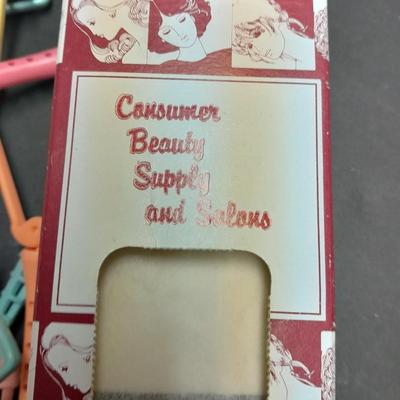 Consumer
Beauty
Supply
and Salons